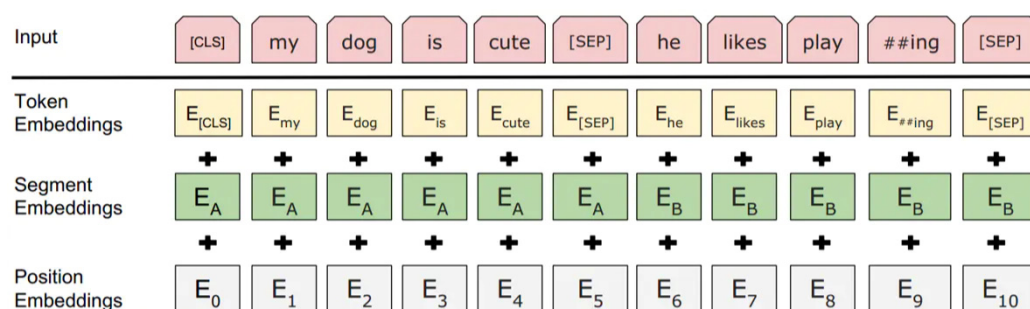 Input [CLS] my dog is cute [SEP] he likes play ##ing [SEP]
Token Embeddings E[CLS] Emy Edog Eis Ecute E[SEP] Ehe Elikes Eplay E##ing E[SEP]
+ + + + + + + + + + +
Segment Embeddings EA EA EA EA EA EA EB EB EB EB EB
+ + + + + + + + + + +
Position Embeddings E0 E1 E2 E3 E4 E5 E6 E7 E8 E9 E10